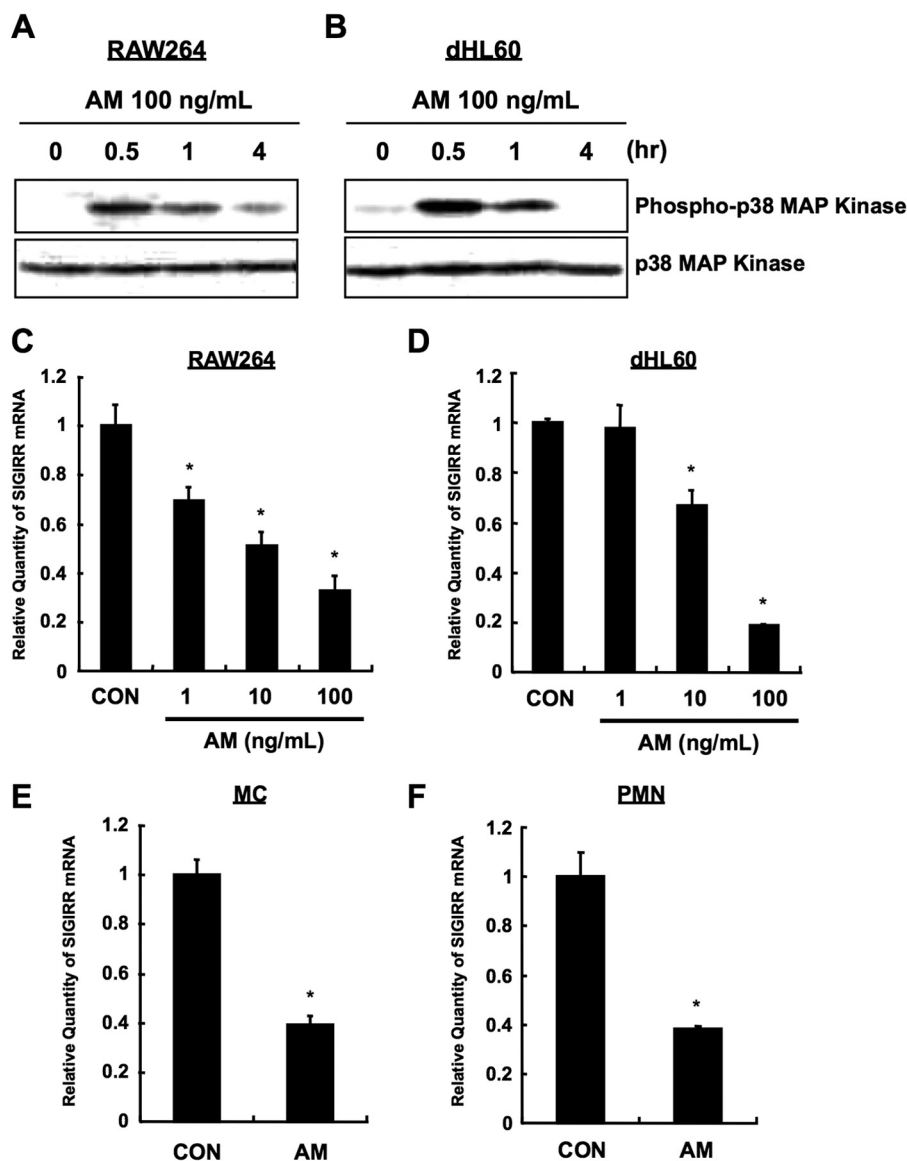 A
RAW264
AM 100 ng/mL
0 0.5 1 4
B
dHL60
AM 100 ng/mL
0 0.5 1 4 (hr)
Phospho-p38 MAP Kinase
p38 MAP Kinase
C
RAW264
Relative Quantity of SIGIRR mRNA
1.2
1
0.8
0.6
0.4
0.2
0
*
*
*
CON 1 10 100
AM (ng/mL)
D
dHL60
Relative Quantity of SIGIRR mRNA
1.2
1
0.8
0.6
0.4
0.2
0
*
*
CON 1 10 100
AM (ng/mL)
E
MC
Relative Quantity of SIGIRR mRNA
1.2
1
0.8
0.6
0.4
0.2
0
*
CON AM
F
PMN
Relative Quantity of SIGIRR mRNA
1.2
1
0.8
0.6
0.4
0.2
0
*
CON AM